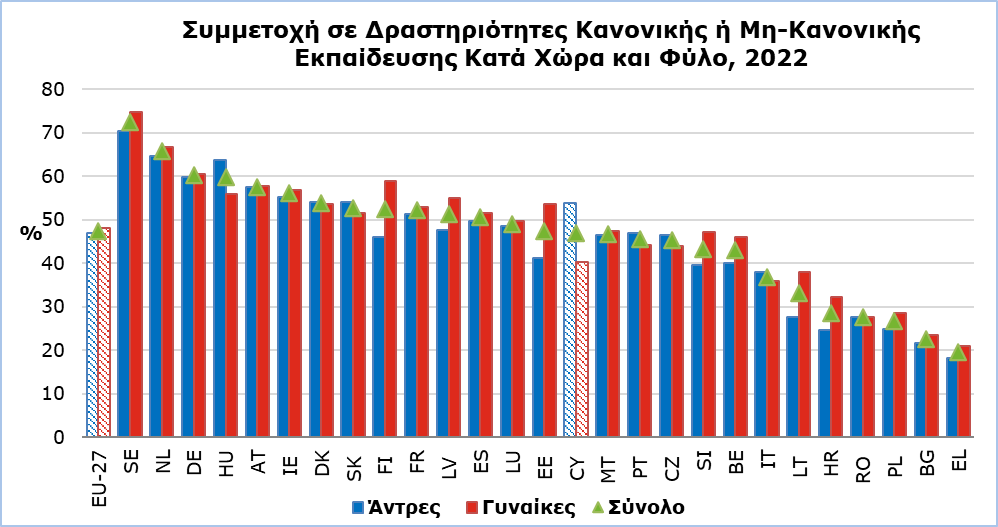 Συμμετοχή σε Δραστηριότητες Κανονικής ή Μη-Κανονικής
Εκπαίδευσης Κατά Χώρα και Φύλο, 2022
80
70
60
50
%
40
30
20
10
0
EU-27 SE NL DE HU AT IE DK SK FI FR LV ES LU EE CY MT PT CZ SI BE IT LT HR RO PL BG EL
Άντρες Γυναίκες Σύνολο